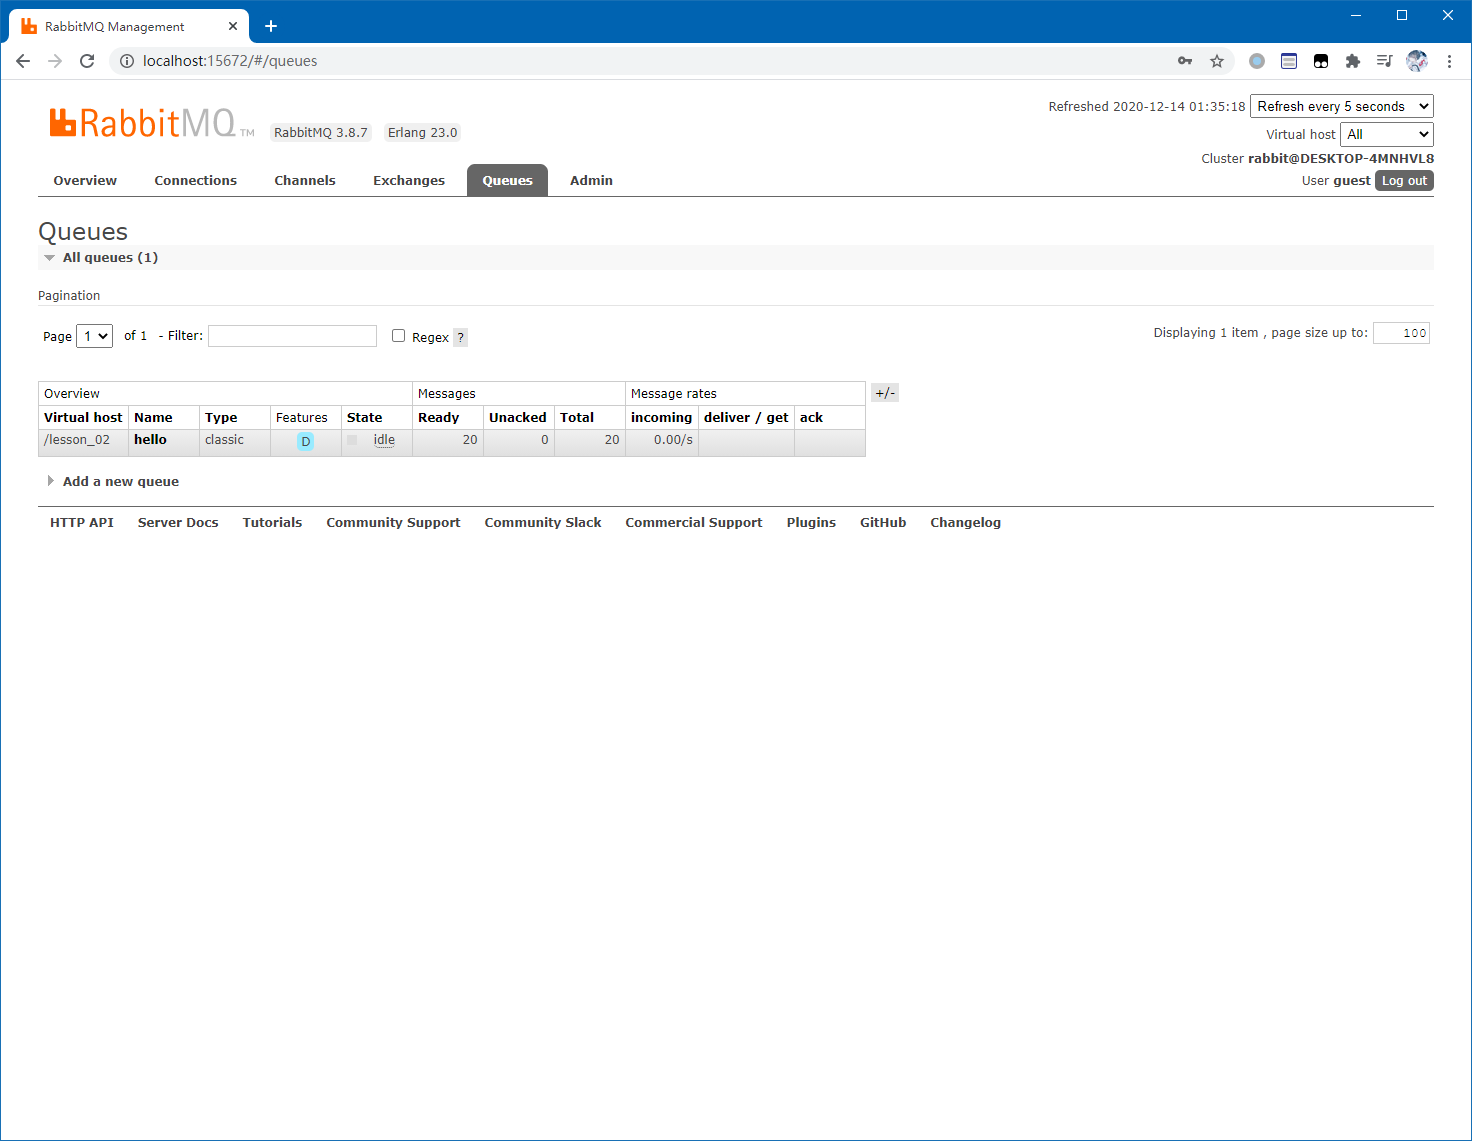 RabbitMQ Management
localhost:15672/#/queues
RabbitMQ TM RabbitMQ 3.8.7 Erlang 23.0
Refreshed 2020-12-14 01:35:18 Refresh every 5 seconds
Virtual host All
Cluster rabbit@DESKTOP-4MNHVL8
User guest Log out
Overview Connections Channels Exchanges Queues Admin
Queues
All queues (1)
Pagination
Page 1 of 1 - Filter: Regex ? Displaying 1 item , page size up to: 100
Overview Messages Message rates +/-
Virtual host Name Type Features State Ready Unacked Total incoming deliver / get ack
/lesson_02 hello classic D idle 20 0 20 0.00/s
Add a new queue
HTTP API Server Docs Tutorials Community Support Community Slack Commercial Support Plugins GitHub Changelog